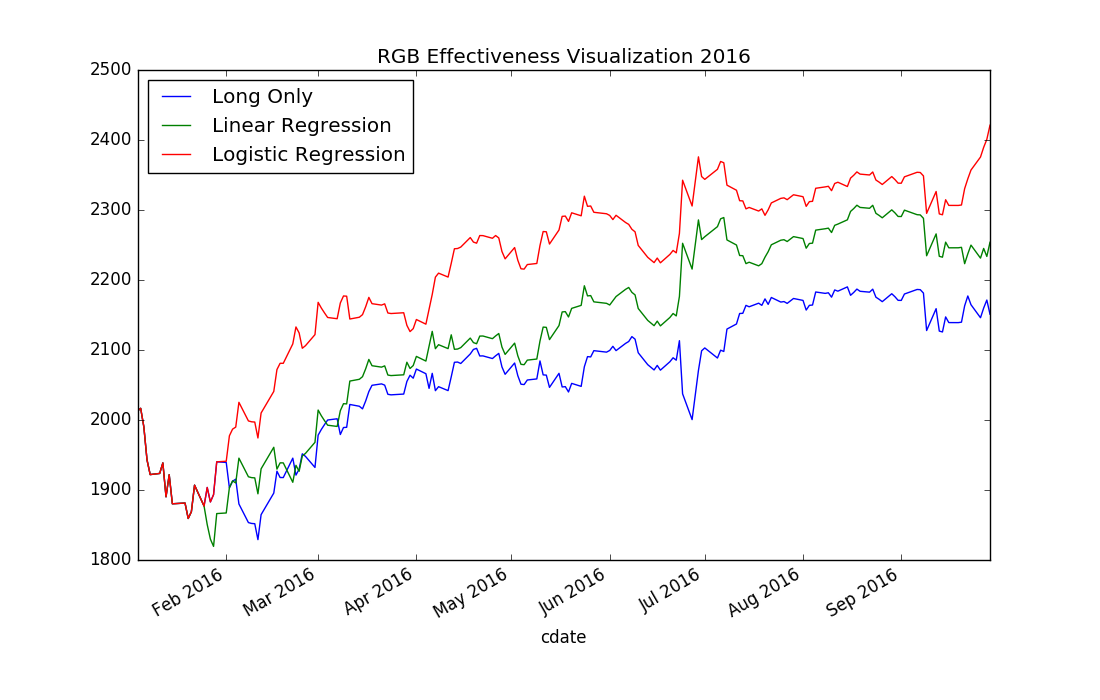 RGB Effectiveness Visualization 2016
2500
2400
2300
2200
2100
2000
1900
1800
Long Only
Linear Regression
Logistic Regression
Feb 2016
Mar 2016
Apr 2016
May 2016
Jun 2016
Jul 2016
Aug 2016
Sep 2016
cdate